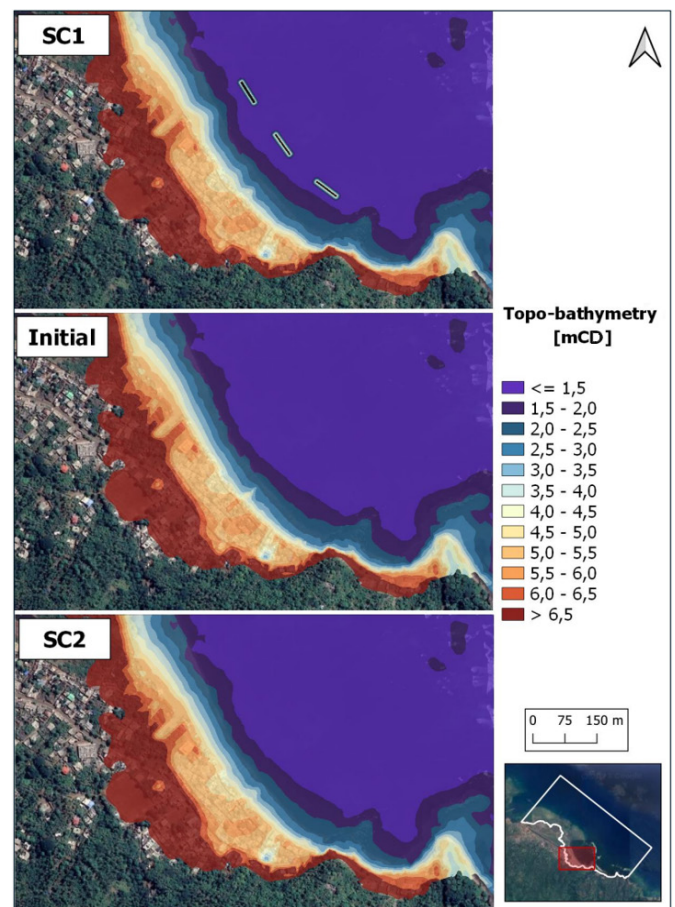 SC1
Initial
SC2
Topo-bathymetry
[mCD]
<= 1,5
1,5 - 2,0
2,0 - 2,5
2,5 - 3,0
3,0 - 3,5
3,5 - 4,0
4,0 - 4,5
4,5 - 5,0
5,0 - 5,5
5,5 - 6,0
6,0 - 6,5
> 6,5
0 75 150 m